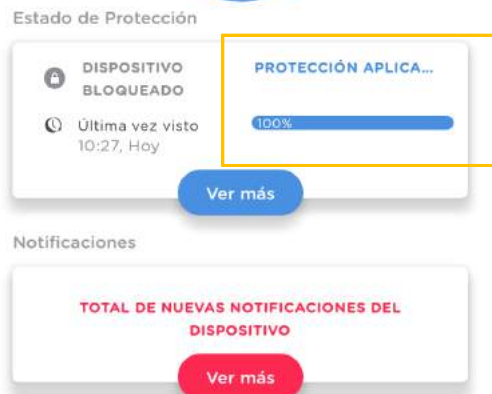 Estado de Protección
DISPOSITIVO
BLOQUEADO
Última vez visto
10:27, Hoy
PROTECCIÓN APLICA...
100%
Ver más
Notificaciones
TOTAL DE NUEVAS NOTIFICACIONES DEL
DISPOSITIVO
Ver más